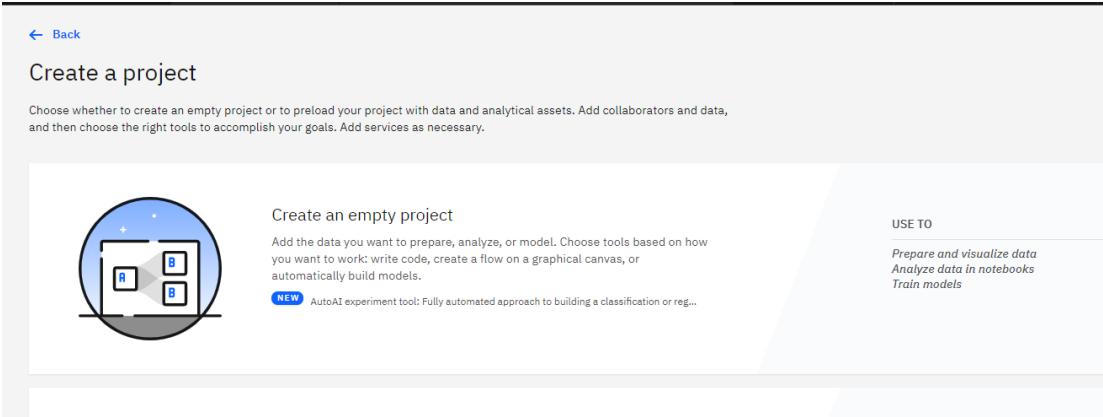 ← Back
Create a project
Choose whether to create an empty project or to preload your project with data and analytical assets. Add collaborators and data,
and then choose the right tools to accomplish your goals. Add services as necessary.
Create an empty project
Add the data you want to prepare, analyze, or model. Choose tools based on how
you want to work: write code, create a flow on a graphical canvas, or
automatically build models.
NEW AutoAI experiment tool: Fully automated approach to building a classification or reg...
A
B
B
USE TO
Prepare and visualize data
Analyze data in notebooks
Train models